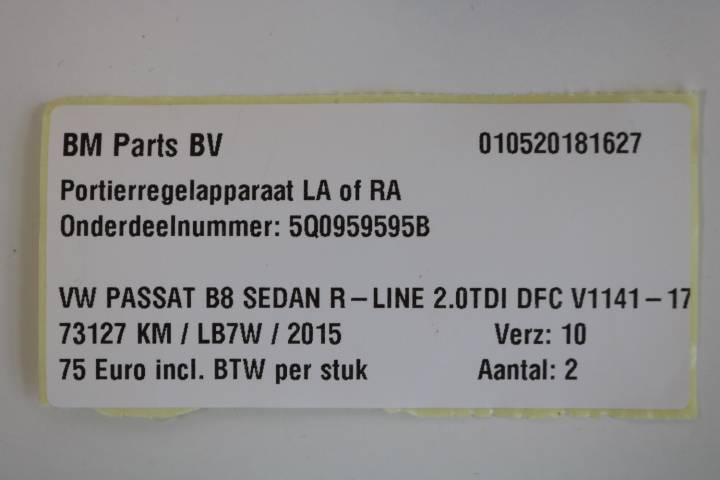 BM Parts BV 010520181627
Portierregelapparaat LA of RA
Onderdeelnummer: 5Q0959595B
VW PASSAT B8 SEDAN R-LINE 2.0TDI DFC V1141-17
73127 KM / LB7W / 2015 Verz: 10
75 Euro incl. BTW per stuk Aantal: 2